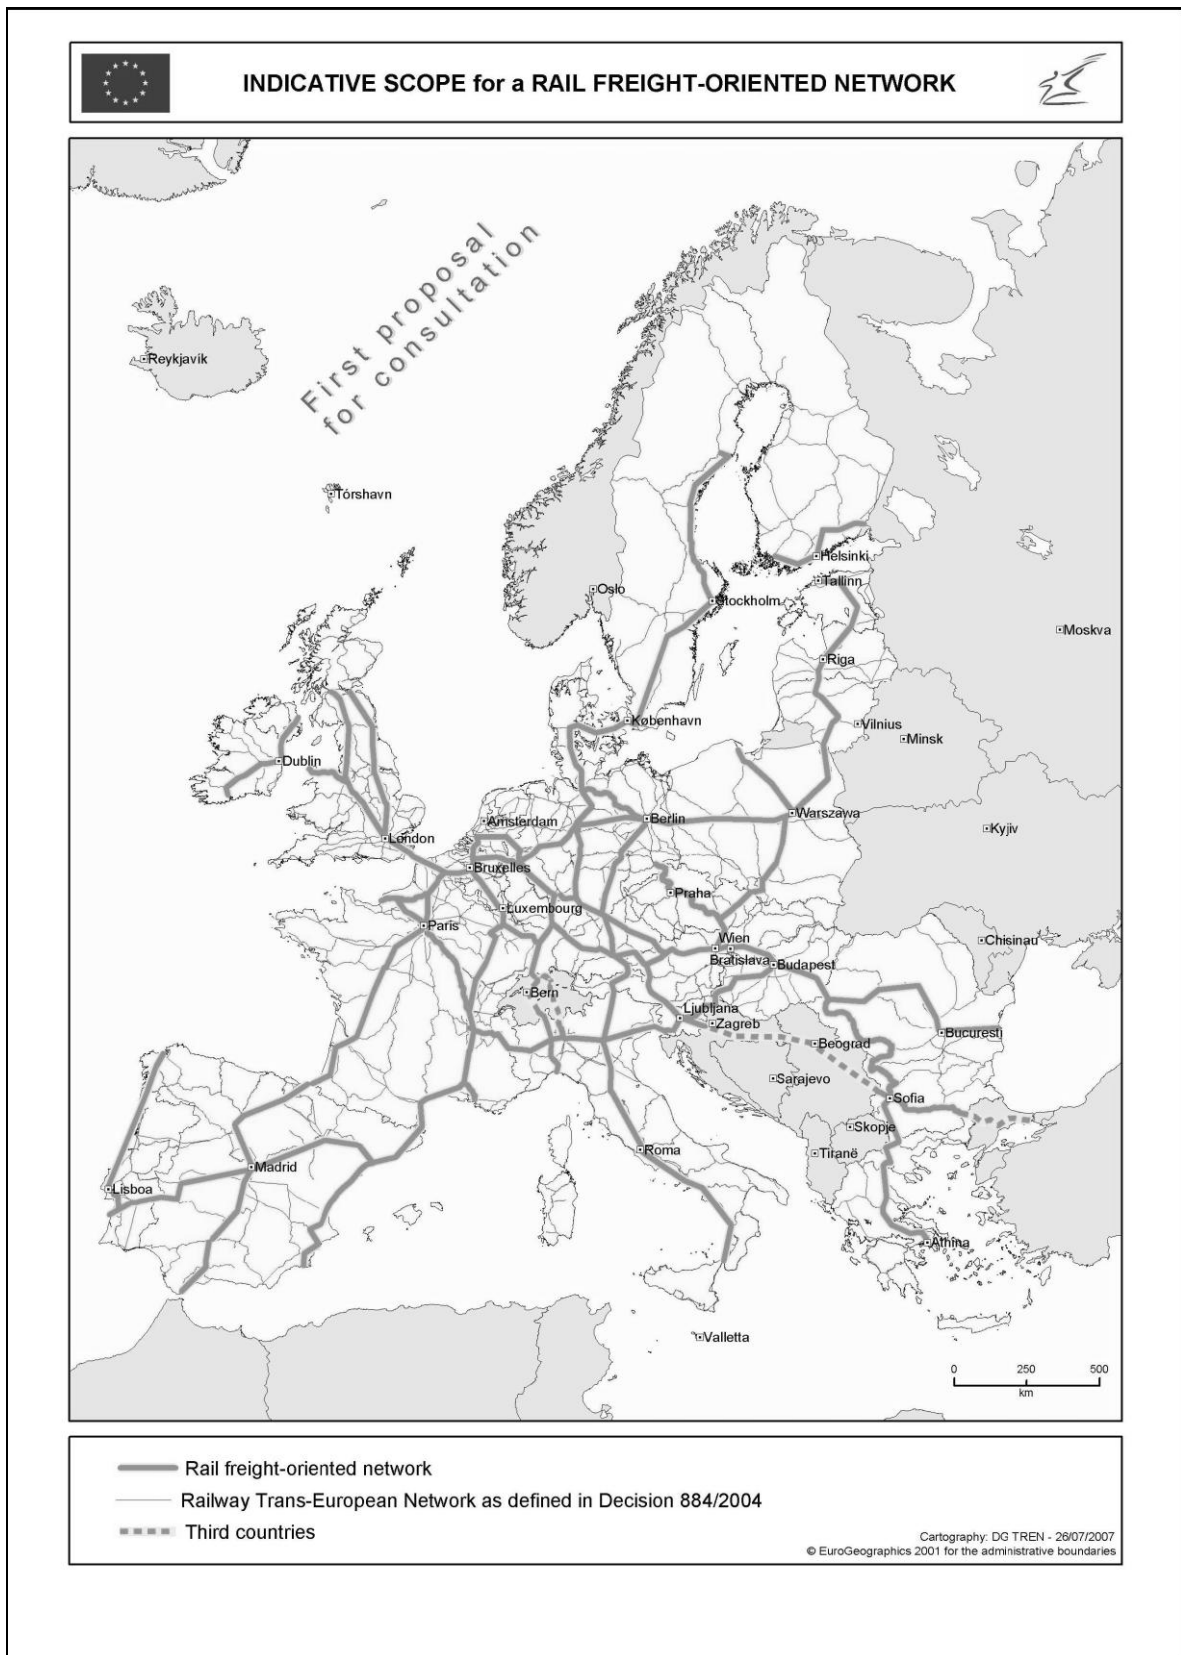 INDICATIVE SCOPE for a RAIL FREIGHT-ORIENTED NETWORK
First proposal
for consultation
Reykjavík
Tórshavn
Helsinki
Tallinn
Oslo
Stockholm
Moskva
Riga
København
Vilnius
Minsk
Dublin
Amsterdam
Berlin
Warszawa
Kyjiv
London
Bruxelles
Praha
Luxembourg
Paris
Wien
Chisinau
Bratislava
Budapest
Bern
Ljubljana
Zagreb
Bucuresti
Beograd
Sarajevo
Sofia
Skopje
Roma
Tiranë
Madrid
Lisboa
Athina
Valletta
0 250 500
km
Rail freight-oriented network
Railway Trans-European Network as defined in Decision 884/2004
Third countries
Cartography: DG TREN - 26/07/2007
© EuroGeographics 2001 for the administrative boundaries